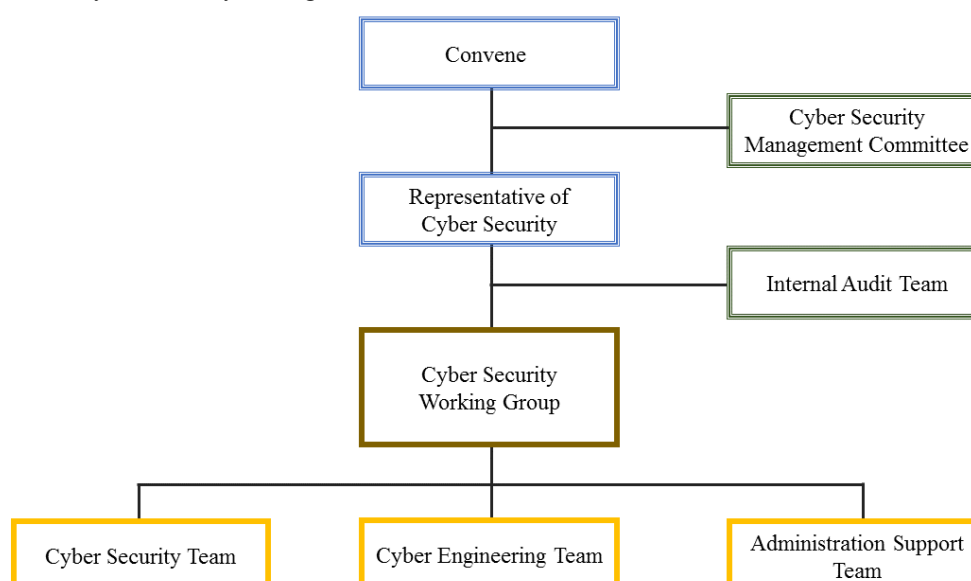 Convene
Cyber Security
Management Committee
Representative of
Cyber Security
Internal Audit Team
Cyber Security
Working Group
Cyber Security Team
Cyber Engineering Team
Administration Support
Team